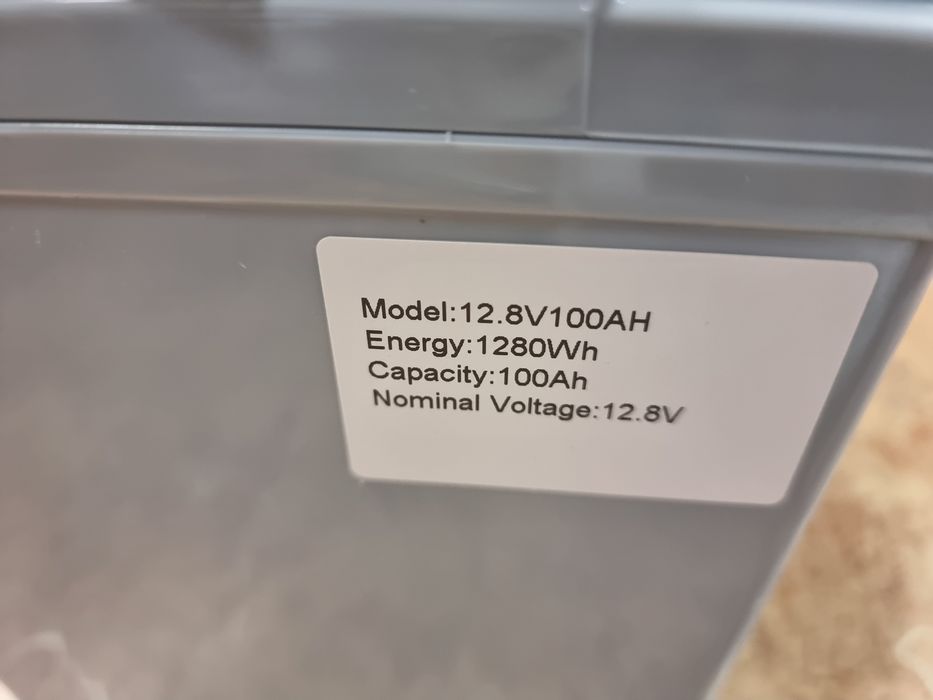 Model:12.8V100AH
Energy:1280Wh
Capacity:100Ah
Nominal Voltage:12.8V